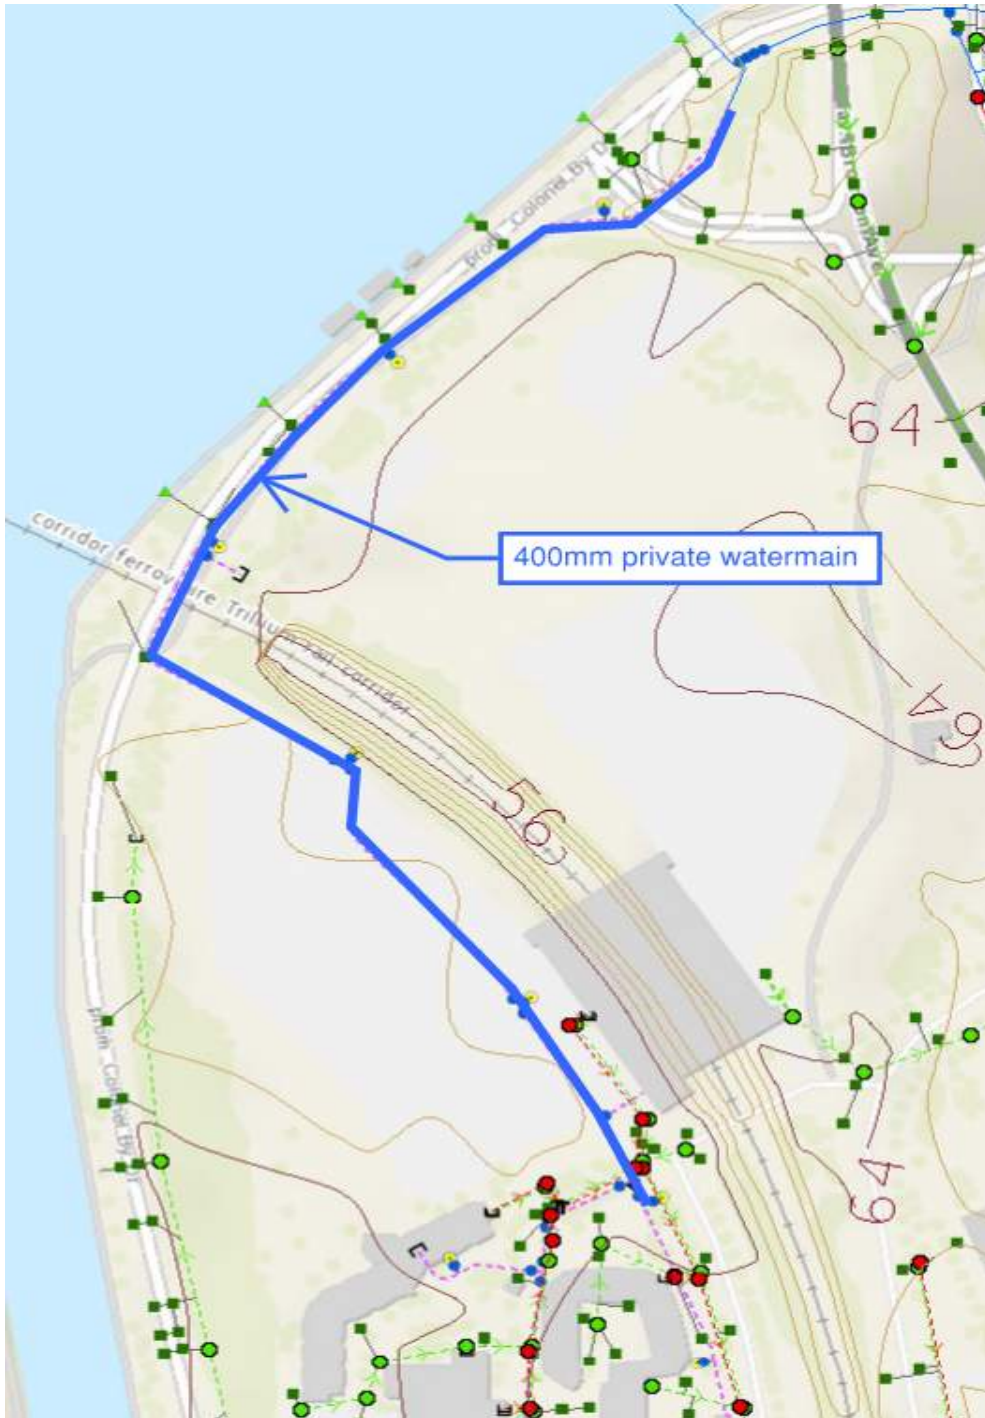 prom Colonel By Dr
64
corridor ferroviaire Trillium rail corridor
400mm private watermain
64
56
prom Colonel By Dr
64